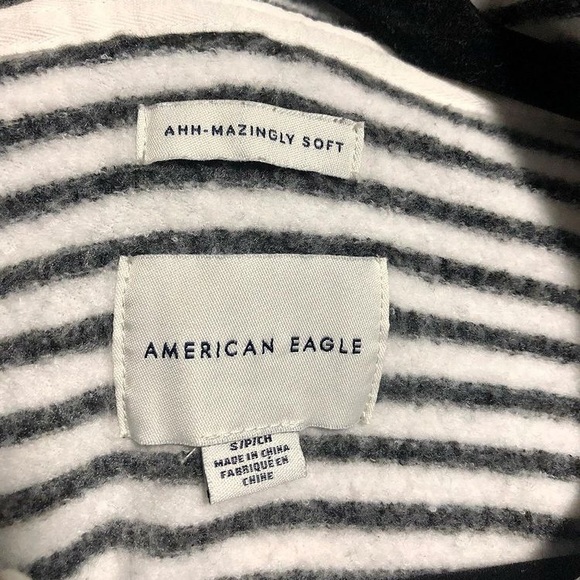 AHH-MAZINGLY SOFT
AMERICAN EAGLE
S/P/CH
MADE IN CHINA
FABRIQUÉ EN
CHINE